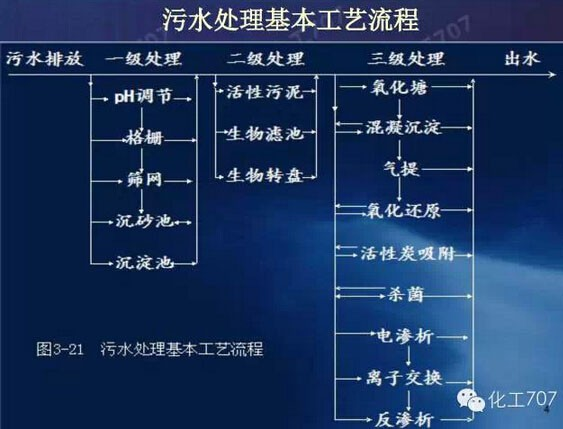 污水处理基本工艺流程
污水排放 一级处理 二级处理 三级处理 出水
pH调节 活性污泥 氧化塘
格栅 生物滤池 混凝沉淀
筛网 生物转盘 气提
沉砂池 氧化还原
沉淀池 活性炭吸附
杀菌
图3-21 污水处理基本工艺流程 电渗析
离子交换
化工707
反渗析
4